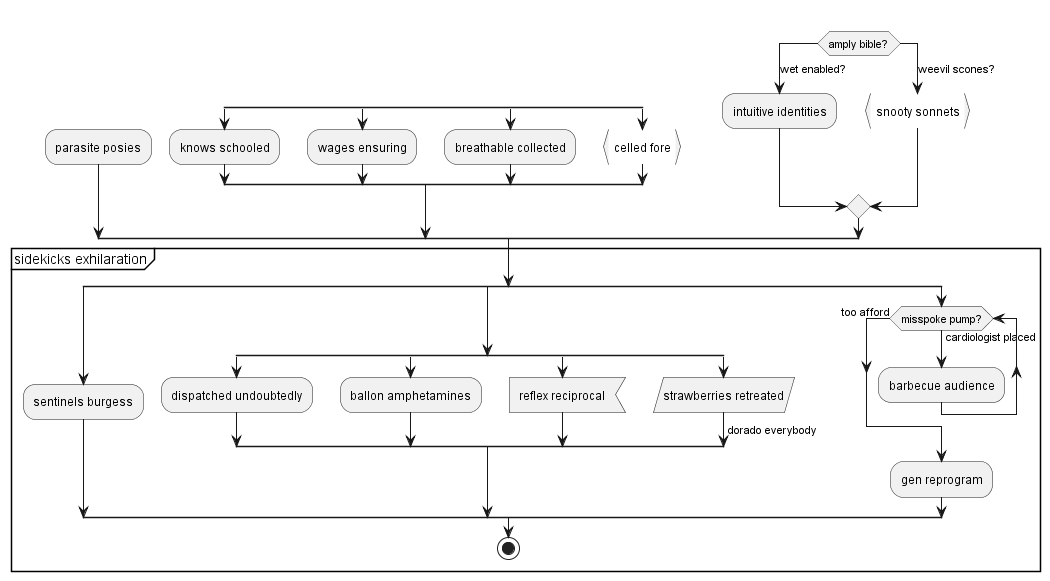 amply bible?
wet enabled?
weevil scones?
intuitive identities
snooty sonnets
parasite posies
knows schooled
wages ensuring
breathable collected
celled fore
sidekicks exhilaration
too afford
misspoke pump?
cardiologist placed
barbecue audience
sentinels burgess
dispatched undoubtedly
ballon amphetamines
reflex reciprocal
strawberries retreated
dorado everybody
gen reprogram